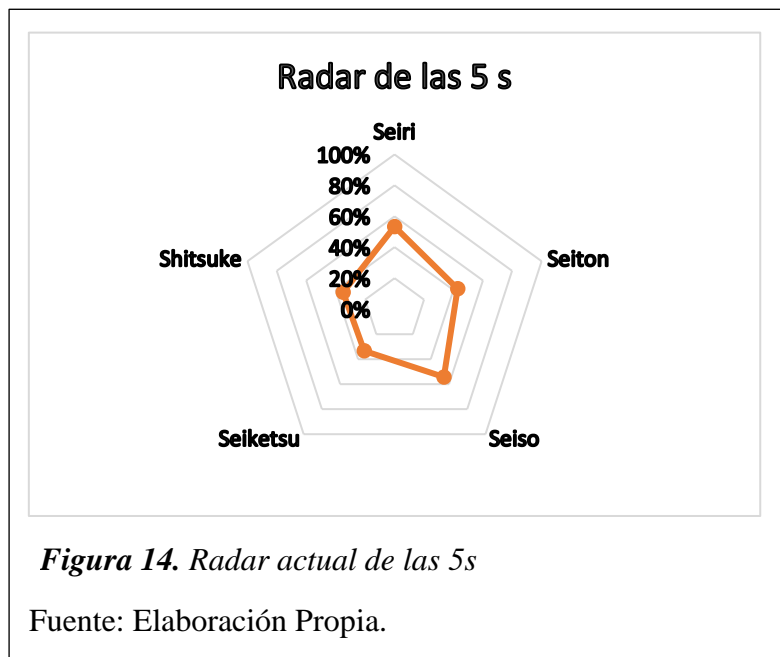 Radar de las 5 s
Seiri
100%
80%
60%
40%
20%
0%
Seiton
Seiso
Seiketsu
Shitsuke
Figura 14. Radar actual de las 5s
Fuente: Elaboración Propia.